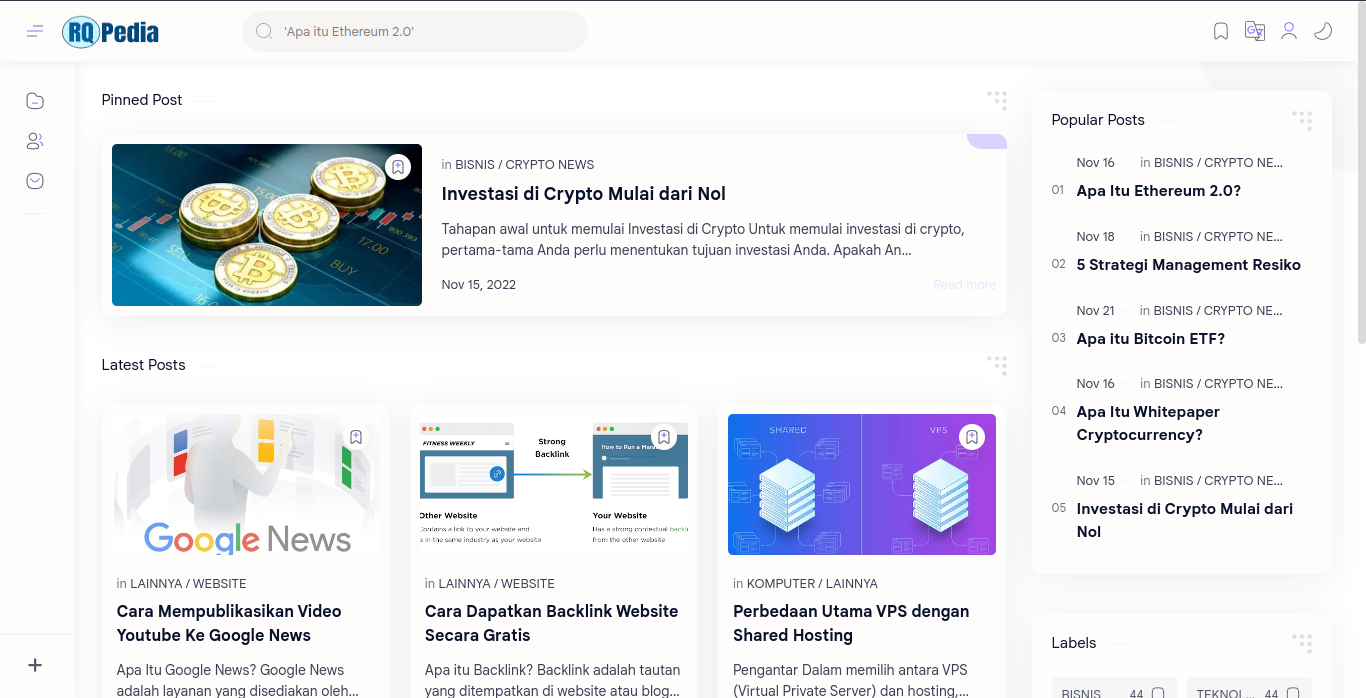 RQPedia
'Apa itu Ethereum 2.0'
Pinned Post
17.00
BUY
in BISNIS / CRYPTO NEWS
Investasi di Crypto Mulai dari Nol
Tahapan awal untuk memulai Investasi di Crypto Untuk memulai investasi di crypto,
pertama-tama Anda perlu menentukan tujuan investasi Anda. Apakah An...
Nov 15, 2022
Read more
Latest Posts
Google News
in LAINNYA / WEBSITE
Cara Mempublikasikan Video
Youtube Ke Google News
Apa Itu Google News? Google News
adalah layanan yang disediakan oleh...
FITNESS WEEKLY
Strong
Backlink
How to Run a
Other Website
Contains a link to your website and
s in the same industry as your website
Your Website
Has a strong contextual backli
from the other website
in LAINNYA / WEBSITE
Cara Dapatkan Backlink Website
Secara Gratis
Apa itu Backlink? Backlink adalah tautan
yang ditempatkan di website atau blog...
SHARED
VPS
in KOMPUTER / LAINNYA
Perbedaan Utama VPS dengan
Shared Hosting
Pengantar Dalam memilih antara VPS
(Virtual Private Server) dan hosting,...
Popular Posts
Nov 16 in BISNIS / CRYPTO NE...
01 Apa Itu Ethereum 2.0?
Nov 18 in BISNIS / CRYPTO NE...
02 5 Strategi Management Resiko
Nov 21 in BISNIS / CRYPTO NE...
03 Apa itu Bitcoin ETF?
Nov 16 in BISNIS / CRYPTO NE...
04 Apa Itu Whitepaper
Cryptocurrency?
Nov 15 in BISNIS / CRYPTO NE...
05 Investasi di Crypto Mulai dari
Nol
Labels
BISNIS 44
TEKNOL... 44